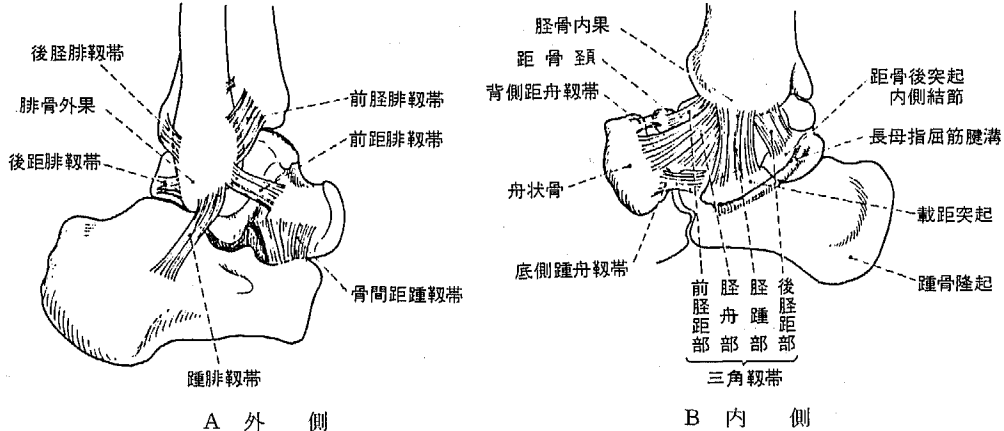 後脛腓靱帯
腓骨外果
後距腓靱帯
前脛腓靱帯
前距腓靱帯
骨間距踵靱帯
踵腓靱帯
A 外 側
脛骨内果
距骨頚
背側距舟靱帯
舟状骨
底側踵舟靱帯
距骨後突起
内側結節
長母指屈筋腱溝
載距突起
踵骨隆起
前脛距部
脛舟部
脛踵部
後脛距部
三角靱帯
B 内 側